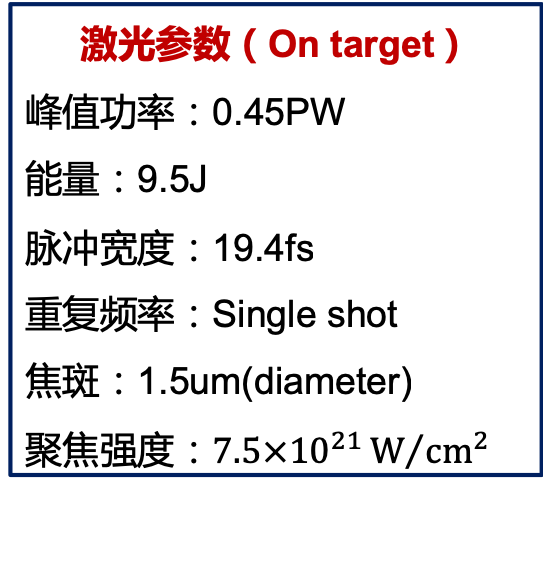 激光参数（On target）
峰值功率：0.45PW
能量：9.5J
脉冲宽度：19.4fs
重复频率：Single shot
焦斑：1.5um(diameter)
聚焦强度：7.5×10²¹ W/cm²